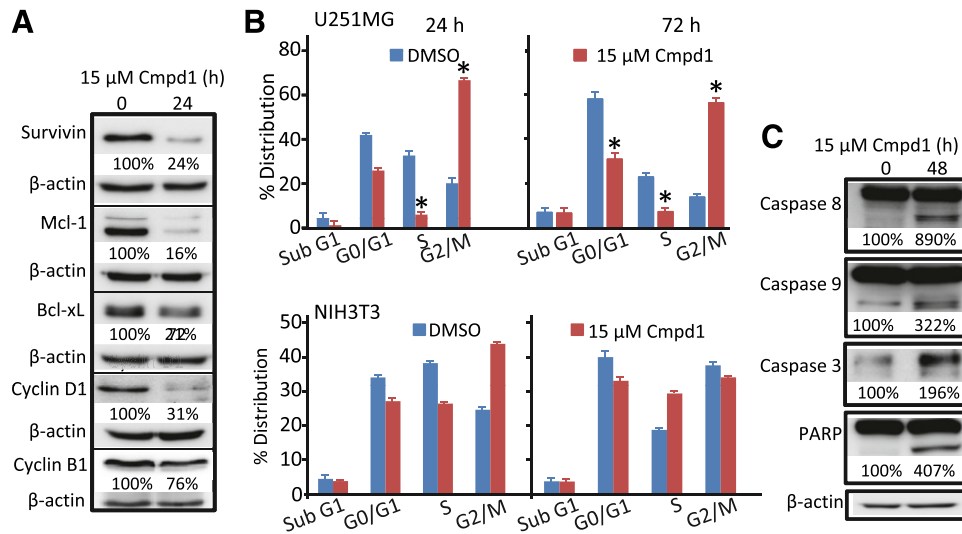 A
15 µM Cmpd1 (h)
0 24
Survivin
100% 24%
β-actin
Mcl-1
100% 16%
β-actin
Bcl-xL
100%
β-actin
Cyclin D1
100% 31%
β-actin
Cyclin B1
100% 76%
β-actin
B
U251MG
24 h 72 h
DMSO 15 µM Cmpd1
% Distribution
80
60
40
20
0
Sub G1 G0/G1 S G2/M Sub G1 G0/G1 S G2/M
* * * * *
NIH3T3
DMSO 15 µM Cmpd1
% Distribution
50
40
30
20
10
0
Sub G1 G0/G1 S G2/M Sub G1 G0/G1 S G2/M
C
15 µM Cmpd1 (h)
0 48
Caspase 8
100% 890%
Caspase 9
100% 322%
Caspase 3
100% 196%
PARP
100% 407%
β-actin